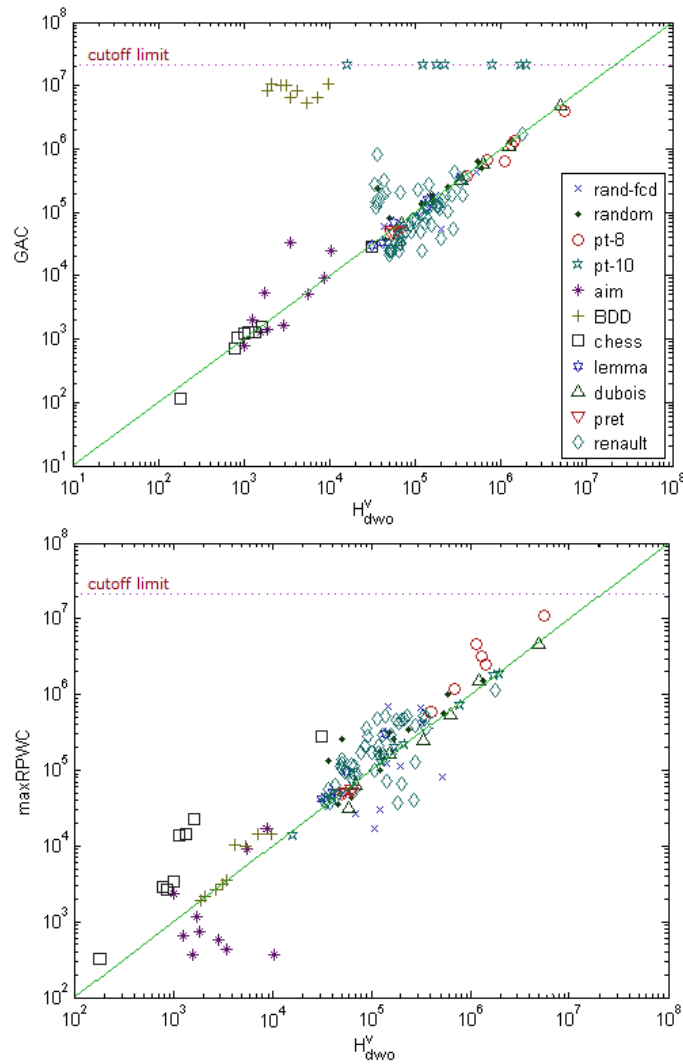 10^8
cutoff limit
10^7
10^6
10^5
10^4
10^3
10^2
10^1
GAC
rand-fcd
random
pt-8
pt-10
aim
BDD
chess
lemma
dubois
pret
renault
10^1 10^2 10^3 10^4 10^5 10^6 10^7 10^8
H^v_dwo
10^8
cutoff limit
10^7
10^6
10^5
10^4
10^3
10^2
maxRPWC
10^2 10^3 10^4 10^5 10^6 10^7 10^8
H^v_dwo